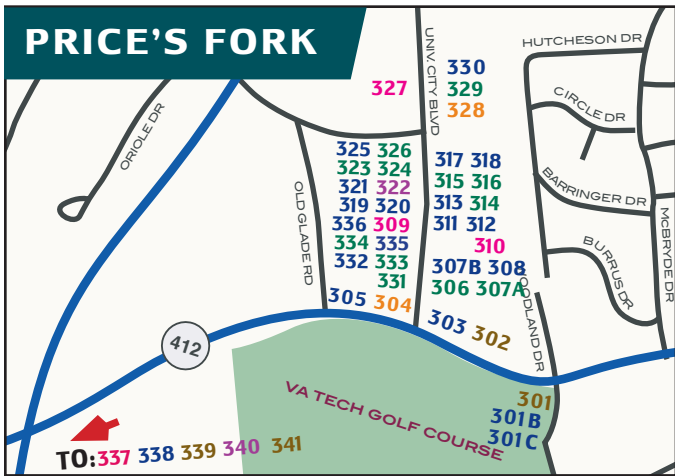 PRICE'S FORK
UNIV. CITY BLVD
HUTCHESON DR
330
327
329
328
CIRCLE DR
ORIOLE DR
325 326
323 324
321 322
319 320
336 309
334 335
332 333
331
305 304
317 318
315 316
313 314
311 312
310
307B 308
306 307A
303 302
OLD GLADE RD
BARRINGER DR
McBRYDE DR
BURRUS DR
OODLAND DR
412
VA TECH GOLF COURSE
301
301B
301C
TO: 337 338 339 340 341